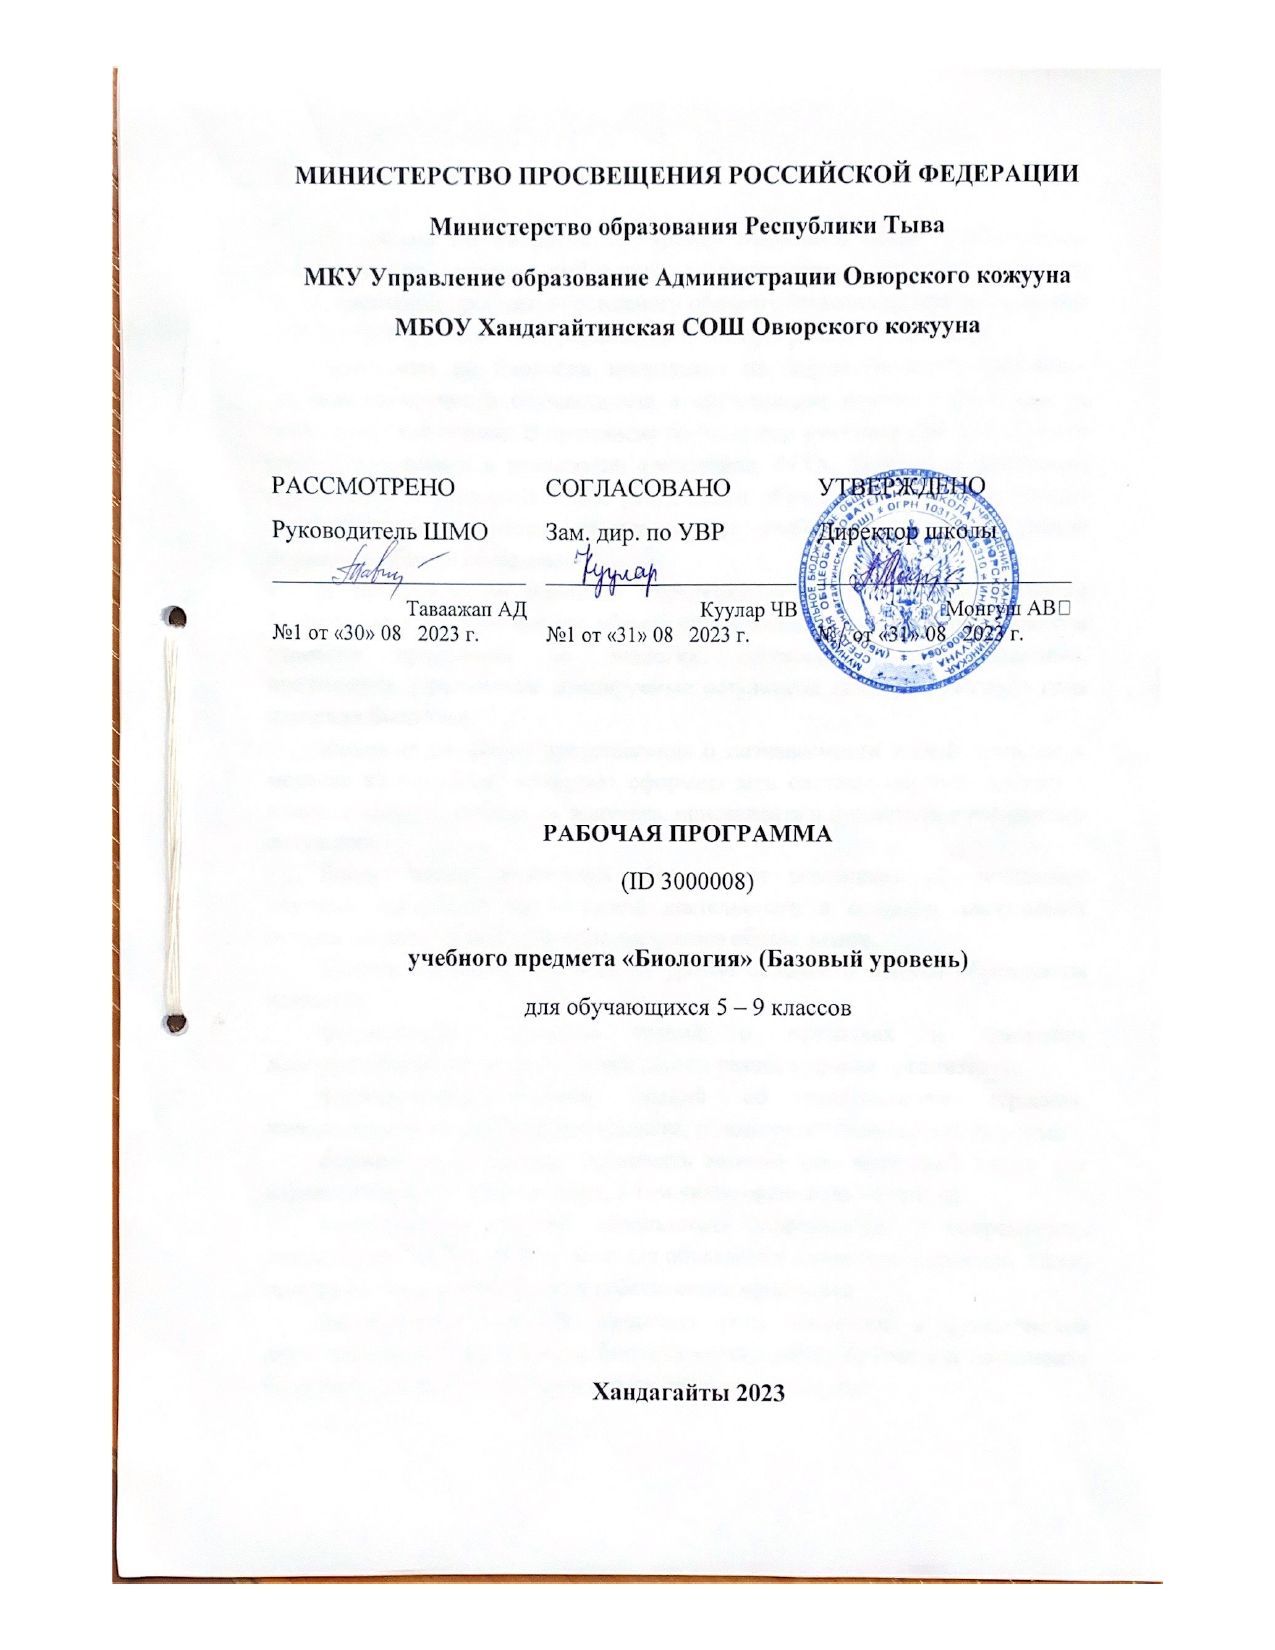 МИНИСТЕРСТВО ПРОСВЕЩЕНИЯ РОССИЙСКОЙ ФЕДЕРАЦИИ
Министерство образования Республики Тыва
МКУ Управление образование Администрации Овюрского кожууна
МБОУ Хандагайтинская СОШ Овюрского кожууна
РАССМОТРЕНО
Руководитель ШМО
Таваажап АД
№1 от «30» 08 2023 г.
СОГЛАСОВАНО
Зам. дир. по УВР
Куулар
Куулар ЧВ
№1 от «31» 08 2023 г.
УТВЕРЖДЕНО
Директор школы
Монгуш АВ
от «31» 08 2023 г.
РАБОЧАЯ ПРОГРАММА
(ID 3000008)
учебного предмета «Биология» (Базовый уровень)
для обучающихся 5 – 9 классов
Хандагайты 2023